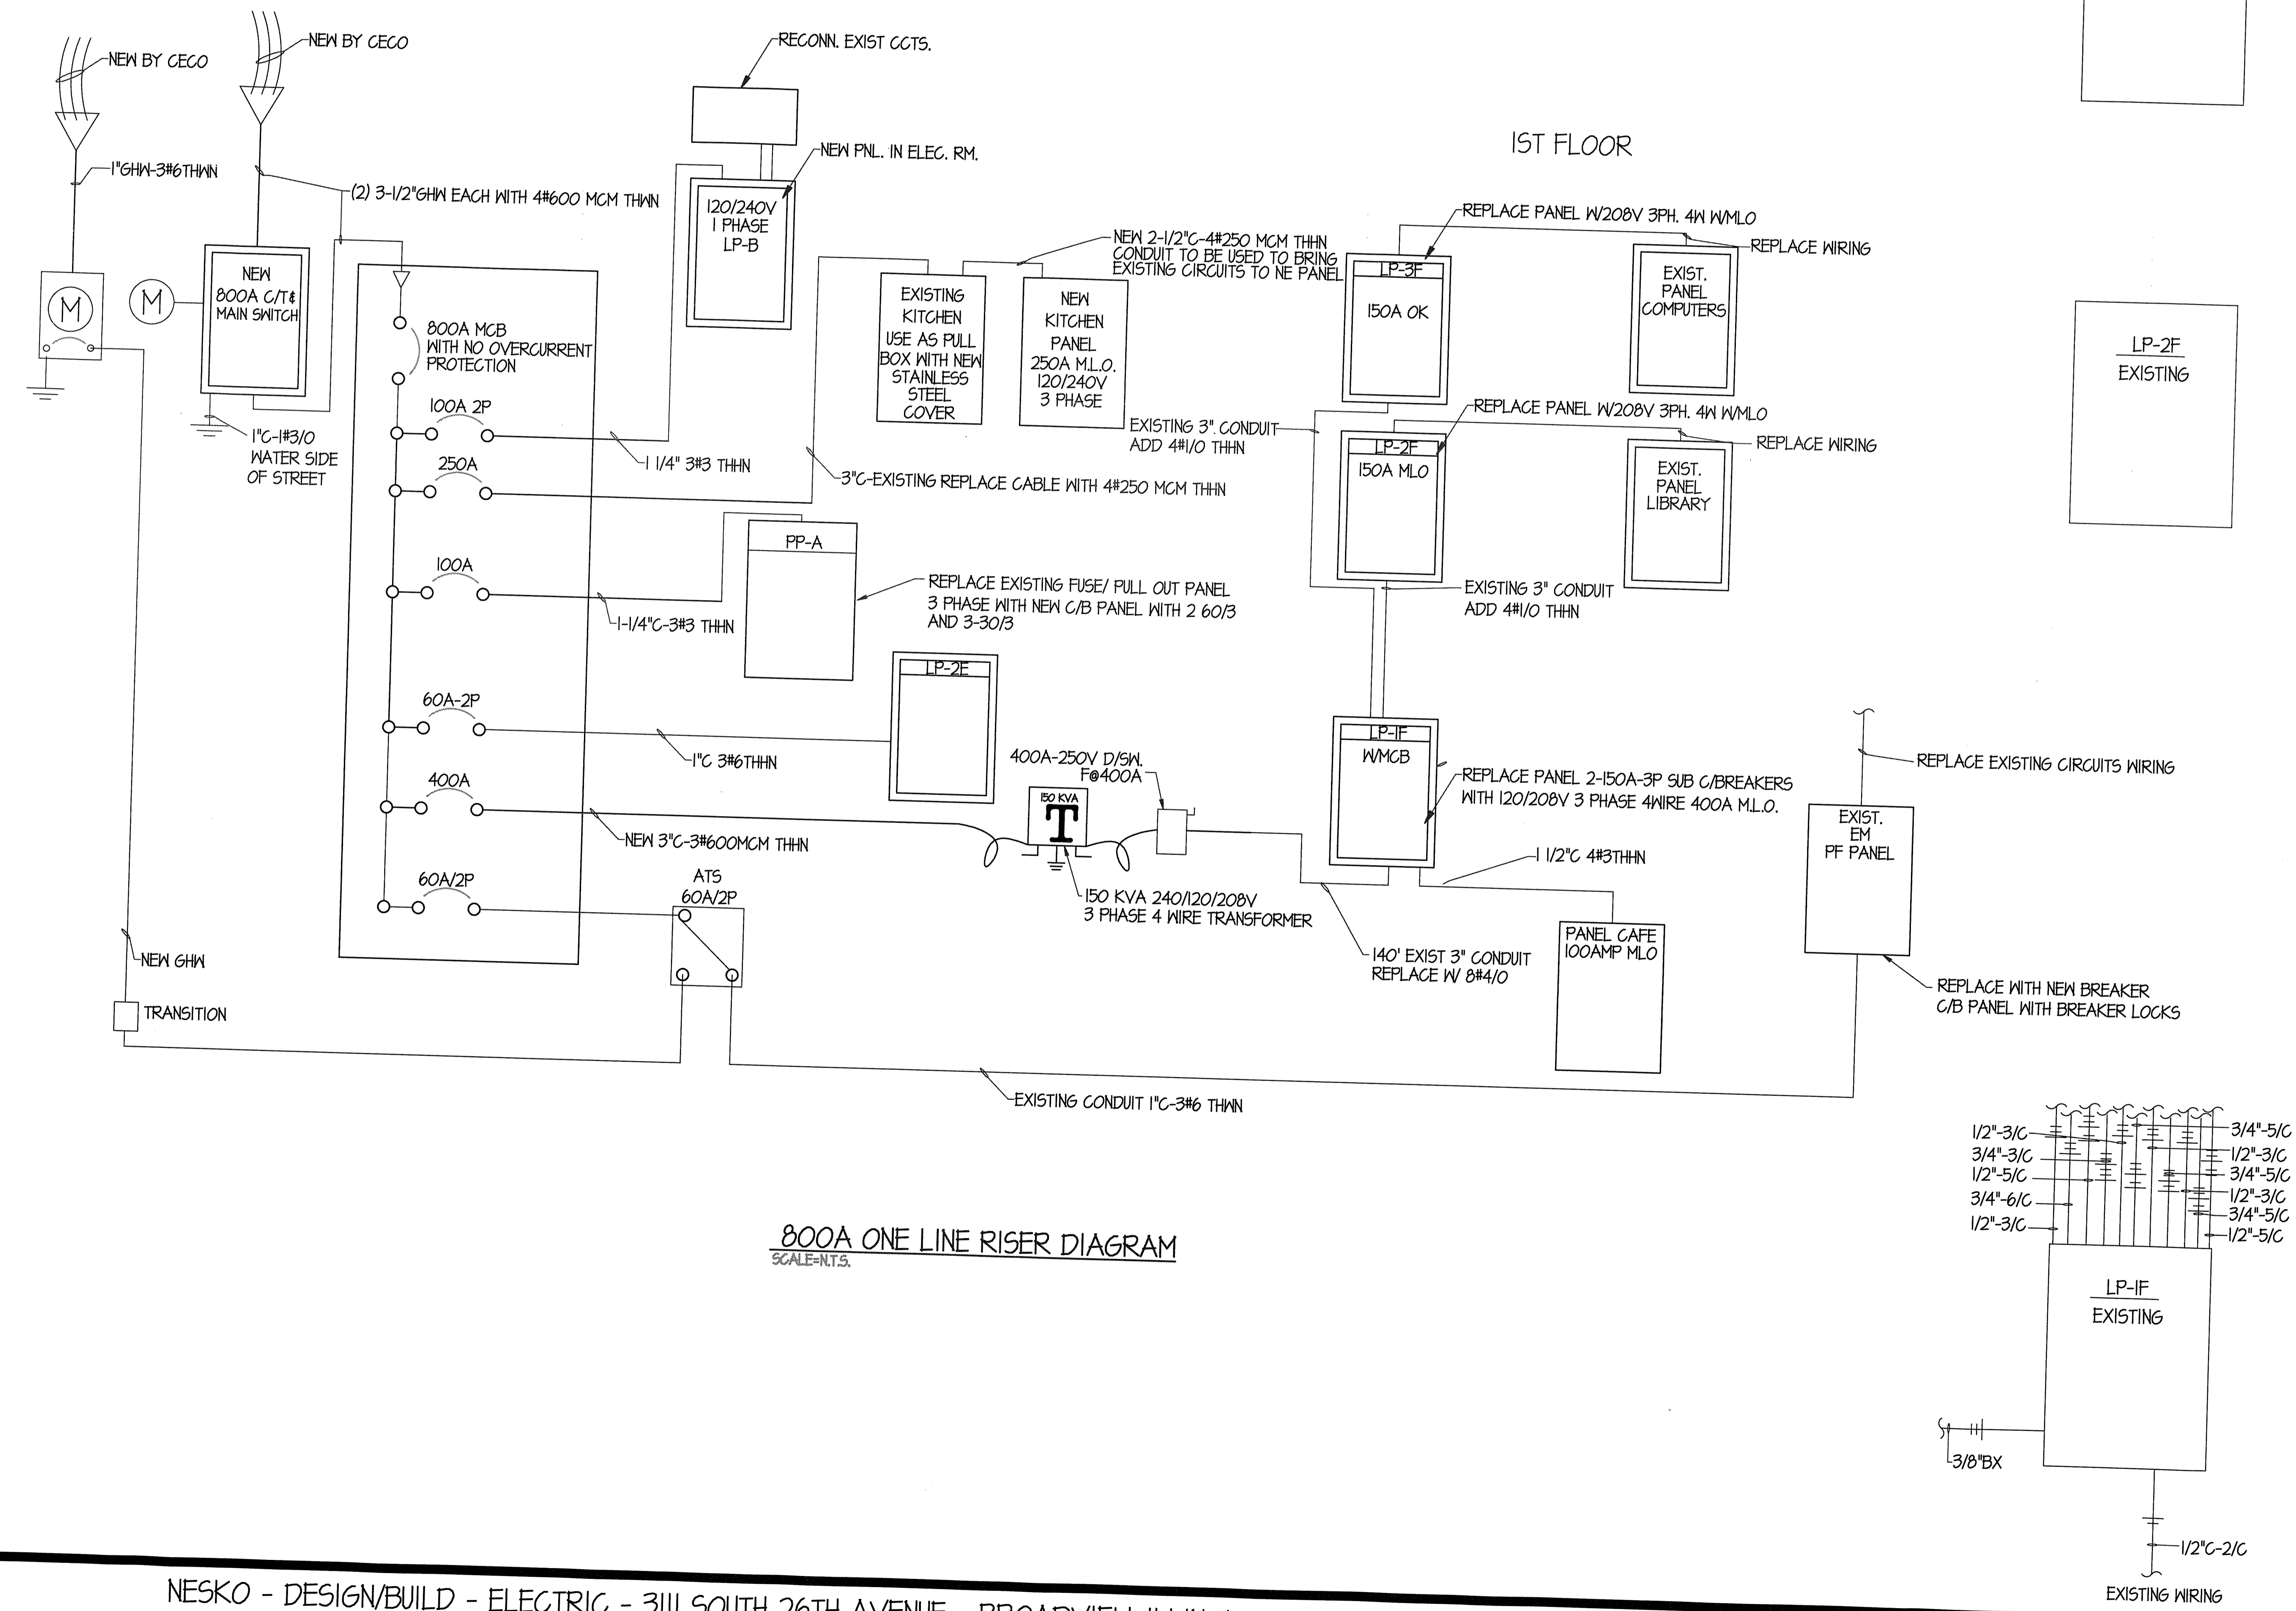 NEW BY CECO
NEW BY CECO
1"GHW-3#6THWN
(2) 3-1/2"GHW EACH WITH 4#600 MCM THWN
M
M
NEW
800A C/T&
MAIN SWITCH
1"C-1#3/0
WATER SIDE
OF STREET
NEW GHW
TRANSITION
800A MCB
WITH NO OVERCURRENT
PROTECTION
100A 2P
250A
100A
60A-2P
400A
60A/2P
RECONN. EXIST CCTS.
NEW PNL. IN ELEC. RM.
120/240V
1 PHASE
LP-B
1 1/4" 3#3 THHN
3"C-EXISTING REPLACE CABLE WITH 4#250 MCM THHN
EXISTING
KITCHEN
USE AS PULL
BOX WITH NEW
STAINLESS
STEEL
COVER
NEW
KITCHEN
PANEL
250A M.L.O.
120/240V
3 PHASE
NEW 2-1/2"C-4#250 MCM THHN
CONDUIT TO BE USED TO BRING
EXISTING CIRCUITS TO NE PANEL
PP-A
1-1/4"C-3#3 THHN
REPLACE EXISTING FUSE/ PULL OUT PANEL
3 PHASE WITH NEW C/B PANEL WITH 2 60/3
AND 3-30/3
LP-2E
1"C 3#6THHN
NEW 3"C-3#600MCM THHN
ATS
60A/2P
400A-250V D/SW.
F@400A
150 KVA
T
150 KVA 240/120/208V
3 PHASE 4 WIRE TRANSFORMER
140' EXIST 3" CONDUIT
REPLACE W/ 8#4/0
EXISTING CONDUIT 1"C-3#6 THWN
1ST FLOOR
REPLACE PANEL W/208V 3PH. 4W W/MLO
REPLACE WIRING
LP-3F
150A OK
EXIST.
PANEL
COMPUTERS
EXISTING 3". CONDUIT
ADD 4#1/0 THHN
REPLACE PANEL W/208V 3PH. 4W W/MLO
REPLACE WIRING
LP-2F
150A MLO
EXIST.
PANEL
LIBRARY
EXISTING 3" CONDUIT
ADD 4#1/0 THHN
LP-1F
W/MCB
REPLACE PANEL 2-150A-3P SUB C/BREAKERS
WITH 120/208V 3 PHASE 4WIRE 400A M.L.O.
1 1/2"C 4#3THHN
PANEL CAFE
100AMP MLO
REPLACE EXISTING CIRCUITS WIRING
EXIST.
EM
PF PANEL
REPLACE WITH NEW BREAKER
C/B PANEL WITH BREAKER LOCKS
LP-2F
EXISTING
1/2"-3/C
3/4"-3/C
1/2"-5/C
3/4"-6/C
1/2"-3/C
3/4"-5/C
1/2"-3/C
3/4"-5/C
1/2"-3/C
3/4"-5/C
1/2"-5/C
LP-1F
EXISTING
3/8"BX
1/2"C-2/C
EXISTING WIRING
800A ONE LINE RISER DIAGRAM
SCALE=N.T.S.
NESKO - DESIGN/BUILD - ELECTRIC - 3111 SOUTH 26TH AVENUE